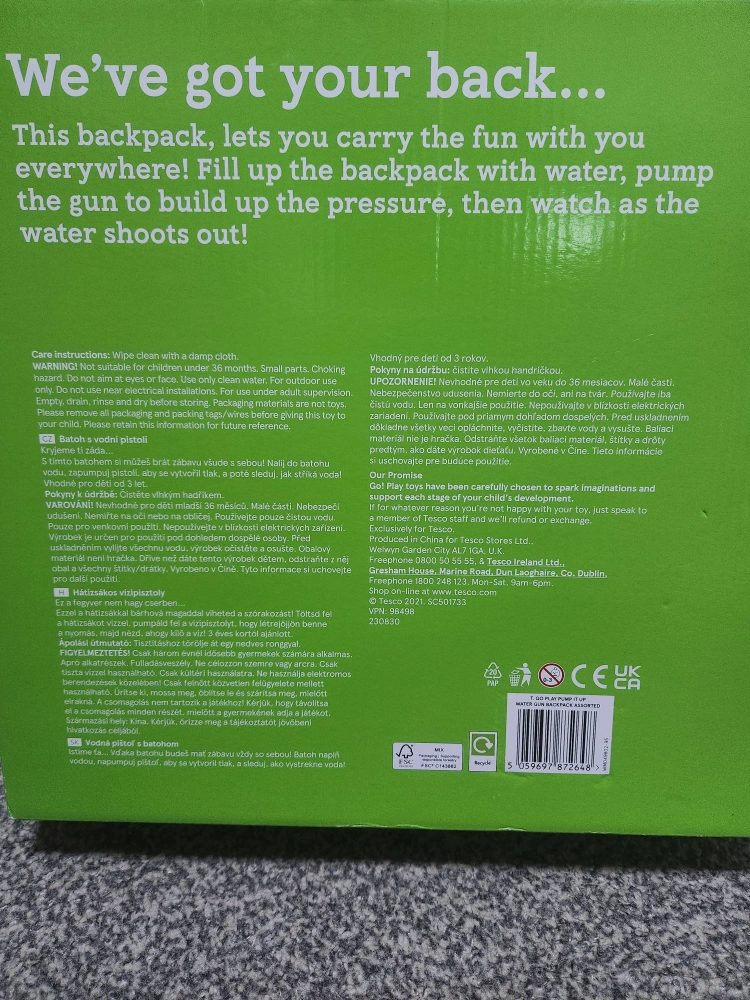 We've got your back...
This backpack, lets you carry the fun with you
everywhere! Fill up the backpack with water, pump
the gun to build up the pressure, then watch as the
water shoots out!
Care instructions: Wipe clean with a damp cloth.
WARNING! Not suitable for children under 36 months. Small parts. Choking
hazard. Do not aim at eyes or face. Use only clean water. For outdoor use
only. Do not use near electrical installations. For use under adult supervision.
Empty, drain, rinse and dry before storing. Packaging materials are not toys.
Please remove all packaging and packing tags/wires before giving this toy to
your child. Please retain this information for future reference.
CZ Batoh s vodní pistolí
Kryjeme ti záda...
S tímto batohem si můžeš brát zábavu všude s sebou! Nalij do batohu
vodu, zapumpuj pistolí, aby se vytvořil tlak, a poté sleduj, jak stříká voda!
Vhodné pro děti od 3 let.
Pokyny k údržbě: Čistěte vlhkým hadříkem.
VAROVÁNÍ! Nevhodné pro děti mladší 36 měsíců. Malé části. Nebezpečí
udušení. Nemiřte na oči nebo na obličej. Používejte pouze čistou vodu.
Pouze pro venkovní použití. Nepoužívejte v blízkosti elektrických zařízení.
Výrobek je určen pro použití pod dohledem dospělé osoby. Před
uskladněním vylijte všechnu vodu, výrobek očistěte a osušte. Obalový
materiál není hračka. Dříve než dáte tento výrobek dětem, odstraňte z něj
obal a všechny štítky/drátky. Vyrobeno v Číně. Tyto informace si uschovejte
pro další použití.
H Hátizsákos vízipisztoly
Ez a fegyver nem hagy cserben...
Ezzel a hátizsákkal bárhová magaddal viheted a szórakozást! Töltsd fel
a hátizsákot vízzel, pumpáld fel a vízipisztolyt, hogy létrejöjjön benne
a nyomás, majd nézd, ahogy kilő a víz! 3 éves kortól ajánlott.
Ápolási útmutató: Tisztításhoz törölje át egy nedves ronggyal.
FIGYELMEZTETÉS! Csak három évnél idősebb gyermekek számára alkalmas.
Apró alkatrészek. Fulladásveszély. Ne célozzon szemre vagy arcra. Csak
tiszta vízzel használható. Csak kültéri használatra. Ne használja elektromos
berendezések közelében! Csak felnőtt közvetlen felügyelete mellett
használható. Ürítse ki, mossa meg, öblítse le és szárítsa meg, mielőtt
elrakná. A csomagolás nem tartozik a játékhoz! Kérjük, hogy távolítsa
el a csomagolás minden részét, mielőtt a gyermekének adja a játékot.
Származási hely: Kína. Kérjük, őrizze meg a tájékoztatót jövőbeni
hivatkozás céljából.
SK Vodná pištoľ s batohom
Istíme ťa... Vďaka batohu budeš mať zábavu vždy so sebou! Batoh naplň
vodou, napumpuj pištoľ, aby sa vytvoril tlak, a sleduj, ako vystrekne voda!
Vhodný pre deti od 3 rokov.
Pokyny na údržbu: čistite vlhkou handričkou.
UPOZORNENIE! Nevhodné pre deti vo veku do 36 mesiacov. Malé časti.
Nebezpečenstvo udusenia. Nemierte do očí, ani na tvár. Používajte iba
čistú vodu. Len na vonkajšie použitie. Nepoužívajte v blízkosti elektrických
zariadení. Používajte pod priamym dohľadom dospelých. Pred uskladnením
dôkladne všetky veci opláchnite, vyčistite, zbavte vody a vysušte. Baliaci
materiál nie je hračka. Odstráňte všetok baliaci materiál, štítky a drôty
predtým, ako dáte výrobok dieťaťu. Vyrobené v Číne. Tieto informácie
si uschovajte pre budúce použitie.
Our Promise
Go! Play toys have been carefully chosen to spark imaginations and
support each stage of your child's development.
If for whatever reason you're not happy with your toy, just speak to
a member of Tesco staff and we'll refund or exchange.
Exclusively for Tesco.
Produced in China for Tesco Stores Ltd.,
Welwyn Garden City AL7 1GA, U.K.
Freephone 0800 50 55 55, & Tesco Ireland Ltd.,
Gresham House, Marine Road, Dun Laoghaire, Co. Dublin.
Freephone 1800 248 123. Mon-Sat. 9am-6pm.
Shop on-line at www.tesco.com
© Tesco 2021. SC501733
VPN: 98498
230830
20
PAP
0-3
CE
UK
CA
T. GO PLAY PUMP IT UP
WATER GUN BACKPACK ASSORTED
5 059697 872648 >
FSC
MIX
Packaging | Supporting
responsible forestry
FSC® C143882
Recycle